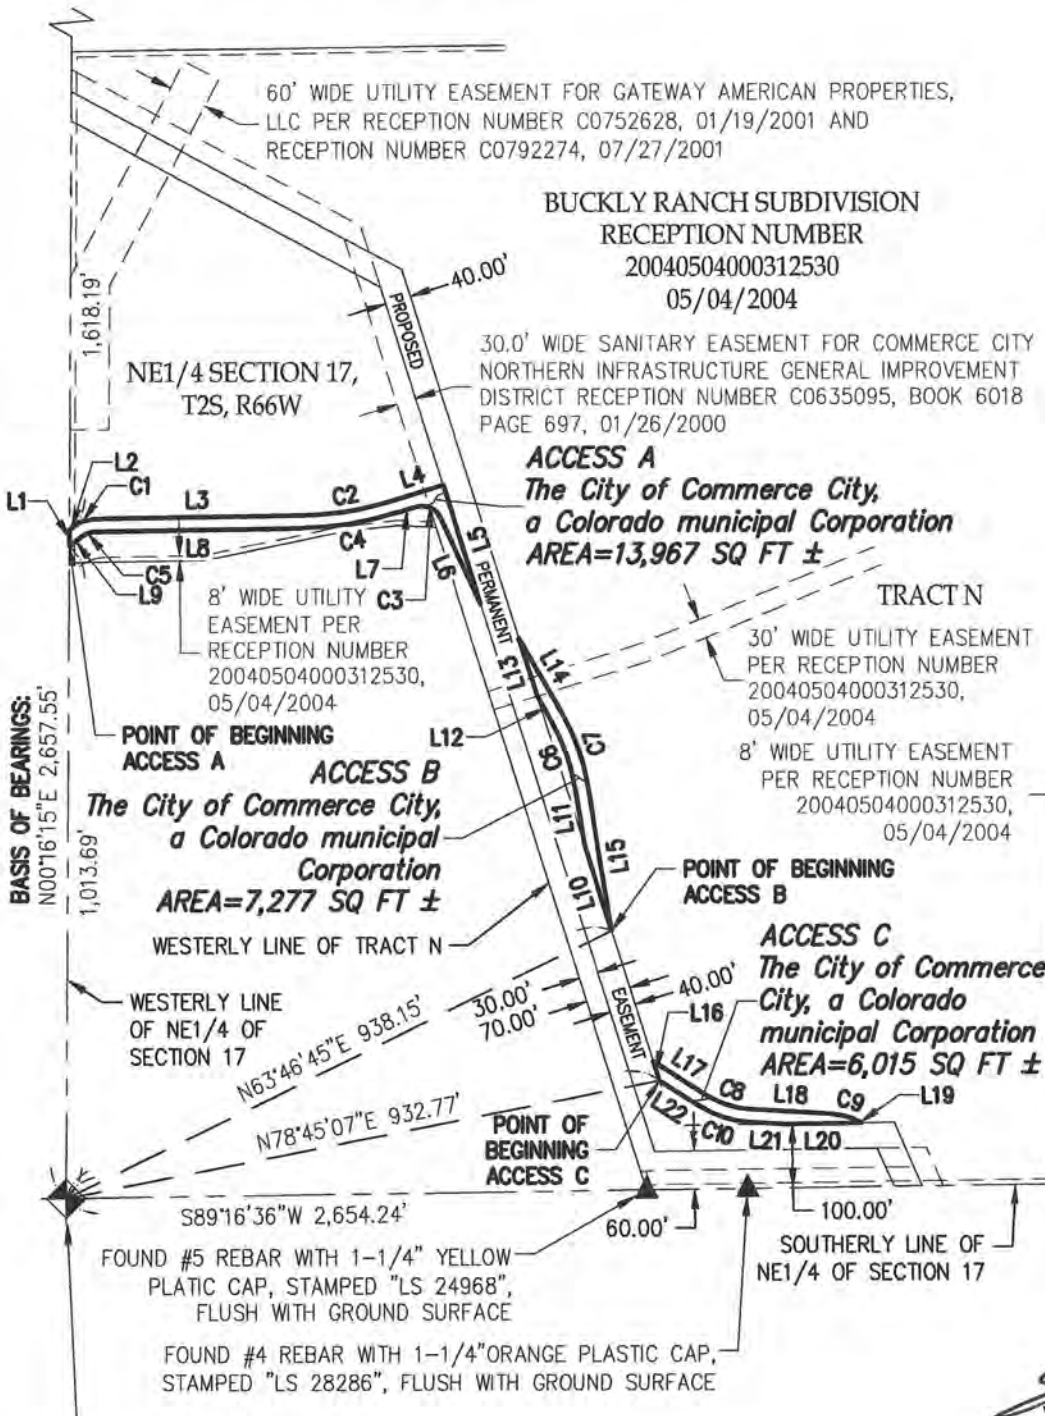 60' WIDE UTILITY EASEMENT FOR GATEWAY AMERICAN PROPERTIES,
LLC PER RECEPTION NUMBER C0752628, 01/19/2001 AND
RECEPTION NUMBER C0792274, 07/27/2001
BUCKLY RANCH SUBDIVISION
RECEPTION NUMBER
20040504000312530
05/04/2004
40.00'
PROPOSED
1,618.19'
30.0' WIDE SANITARY EASEMENT FOR COMMERCE CITY
NORTHERN INFRASTRUCTURE GENERAL IMPROVEMENT
DISTRICT RECEPTION NUMBER C0635095, BOOK 6018
PAGE 697, 01/26/2000
NE1/4 SECTION 17,
T2S, R66W
ACCESS A
The City of Commerce City,
a Colorado municipal Corporation
AREA=13,967 SQ FT ±
L1
L2
C1
L3
C2
L4
L5
L8
C4
L7
L6
C5
L9
C3
PERMANENT
8' WIDE UTILITY
EASEMENT PER
RECEPTION NUMBER
20040504000312530,
05/04/2004
TRACT N
30' WIDE UTILITY EASEMENT
PER RECEPTION NUMBER
20040504000312530,
05/04/2004
8' WIDE UTILITY EASEMENT
PER RECEPTION NUMBER
20040504000312530,
05/04/2004
L13
L14
L12
C7
C6
L11
L15
L10
POINT OF BEGINNING
ACCESS A
ACCESS B
The City of Commerce City,
a Colorado municipal
Corporation
AREA=7,277 SQ FT ±
BASIS OF BEARINGS:
N00°16'15"E 2,657.55'
1,013.69'
POINT OF BEGINNING
ACCESS B
WESTERLY LINE OF TRACT N
WESTERLY LINE
OF NE1/4 OF
SECTION 17
ACCESS C
The City of Commerce
City, a Colorado
municipal Corporation
AREA=6,015 SQ FT ±
30.00'
70.00'
EASEMENT
40.00'
L16
L17
C8
L18
C9
L19
L22
C10
L21
L20
N63°46'45"E 938.15'
N78°45'07"E 932.77'
POINT OF
BEGINNING
ACCESS C
S89°16'36"W 2,654.24'
60.00'
100.00'
SOUTHERLY LINE OF
NE1/4 OF SECTION 17
FOUND #5 REBAR WITH 1-1/4" YELLOW
PLATIC CAP, STAMPED "LS 24968",
FLUSH WITH GROUND SURFACE
FOUND #4 REBAR WITH 1-1/4"ORANGE PLASTIC CAP,
STAMPED "LS 28286", FLUSH WITH GROUND SURFACE